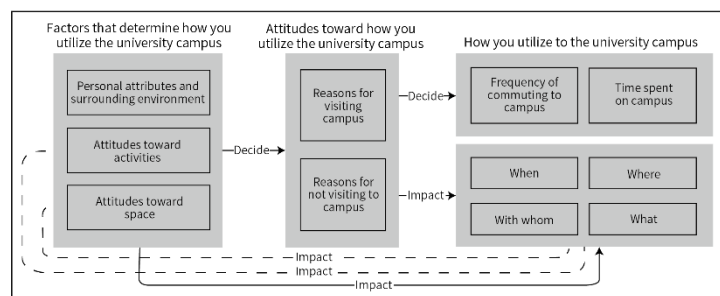 Factors that determine how you
utilize the university campus
Personal attributes and
surrounding environment
Attitudes toward
activities
Attitudes toward
space
Decide
Attitudes toward how you
utilize the university campus
Reasons for
visiting
campus
Reasons for
not visiting to
campus
Decide
Impact
How you utilize to the university campus
Frequency of
commuting to
campus
Time spent
on campus
When
Where
With whom
What
Impact
Impact
Impact